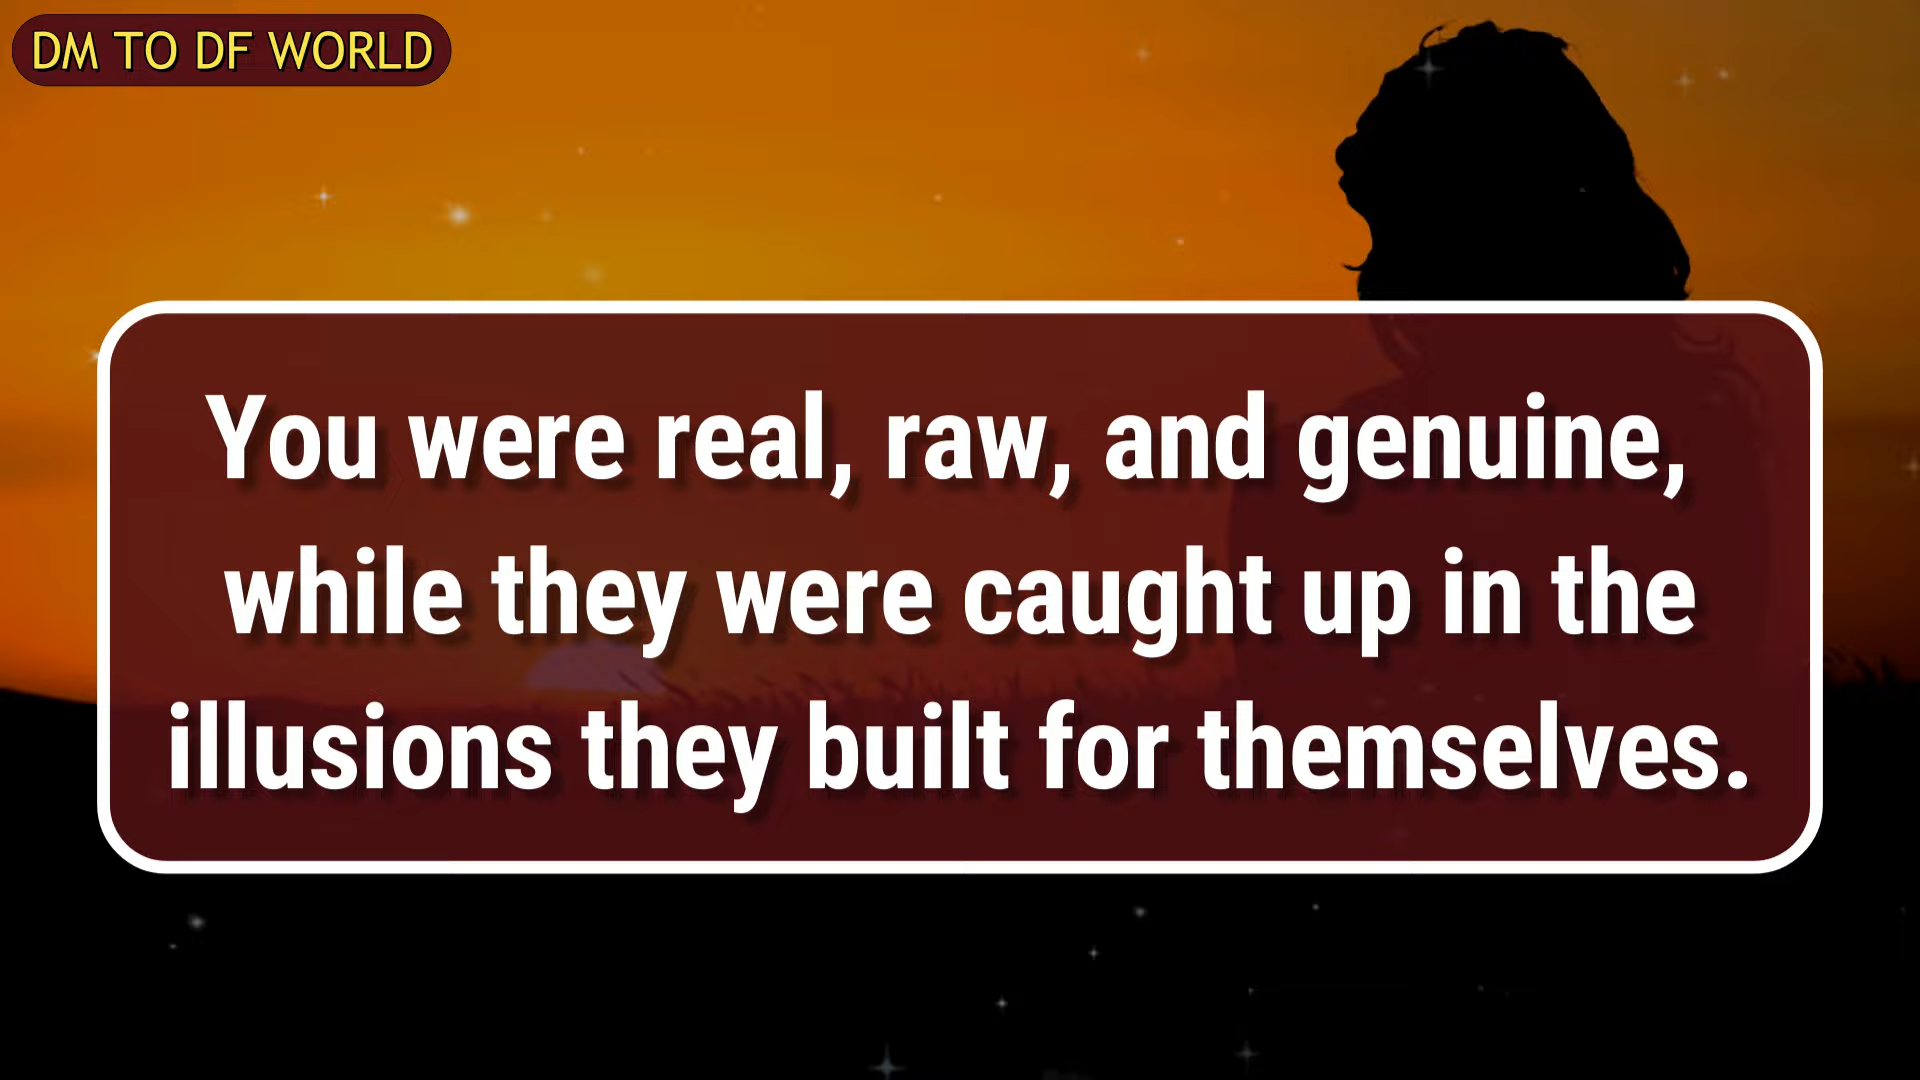 DM TO DF WORLD
You were real, raw, and genuine,
while they were caught up in the
illusions they built for themselves.